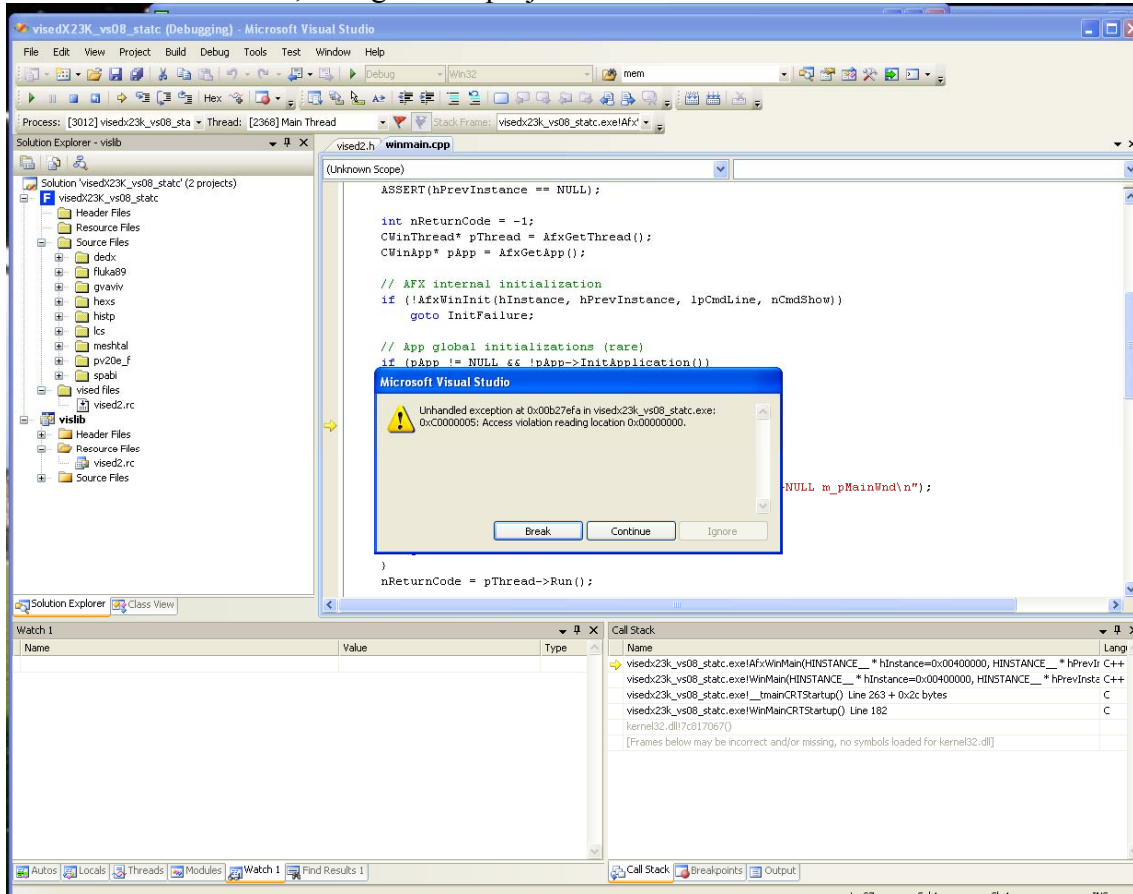 visedX23K_vs08_statc (Debugging) - Microsoft Visual Studio
File Edit View Project Build Debug Tools Test Window Help
Debug Win32 mem
Hex
Process: [3012] visedx23k_vs08_sta Thread: [2368] Main Thread Stack Frame: visedx23k_vs08_statc.exe!Afx
Solution Explorer - vislib
vised2.h winmain.cpp
(Unknown Scope)
Solution 'visedX23K_vs08_statc' (2 projects)
visedX23K_vs08_statc
Header Files
Resource Files
Source Files
dedx
fluka89
gvaviv
hexs
histp
lcs
meshtal
pv20e_f
spabi
vised files
vised2.rc
vislib
Header Files
Resource Files
vised2.rc
Source Files
ASSERT(hPrevInstance == NULL);
int nReturnCode = -1;
CWinThread* pThread = AfxGetThread();
CWinApp* pApp = AfxGetApp();
// AFX internal initialization
if (!AfxWinInit(hInstance, hPrevInstance, lpCmdLine, nCmdShow))
goto InitFailure;
// App global initializations (rare)
if (pApp != NULL && !pApp->InitApplication())
Microsoft Visual Studio
Unhandled exception at 0x00b27efa in visedx23k_vs08_statc.exe:
0xC0000005: Access violation reading location 0x00000000.
Break Continue Ignore
NULL m_pMainWnd\n");
}
nReturnCode = pThread->Run();
Solution Explorer Class View
Watch 1
Name Value Type
Call Stack
Name Lang
visedx23k_vs08_statc.exe!AfxWinMain(HINSTANCE__ * hInstance=0x00400000, HINSTANCE__ * hPrevIr C++
visedx23k_vs08_statc.exe!WinMain(HINSTANCE__ * hInstance=0x00400000, HINSTANCE__ * hPrevInsta C++
visedx23k_vs08_statc.exe!__tmainCRTStartup() Line 263 + 0x2c bytes C
visedx23k_vs08_statc.exe!WinMainCRTStartup() Line 182 C
kernel32.dll!7c817067()
[Frames below may be incorrect and/or missing, no symbols loaded for kernel32.dll]
Autos Locals Threads Modules Watch 1 Find Results 1
Call Stack Breakpoints Output